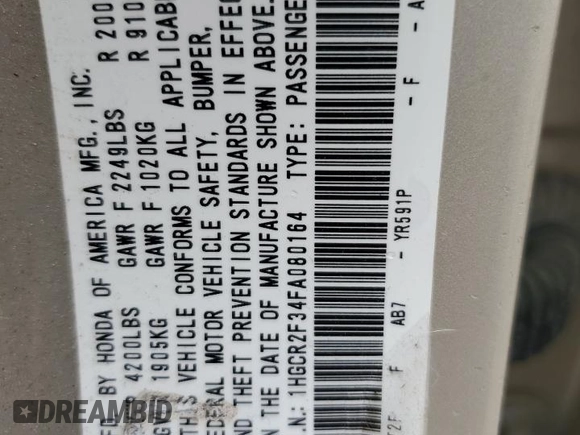 BY HONDA OF AMERICA MFG., INC.
4200LBS GAWR F 2249LBS R 200
1905KG GAWR F 1020KG R 910
VEHICLE CONFORMS TO ALL APPLICAB
MOTOR VEHICLE SAFETY, BUMPER,
THEFT PREVENTION STANDARDS IN EFFE
THE DATE OF MANUFACTURE SHOWN ABOVE.
.N.: 1HGCR2F34FA080164 TYPE: PASSENGE
F AB7 - YR591P - F - A
DREAMBID